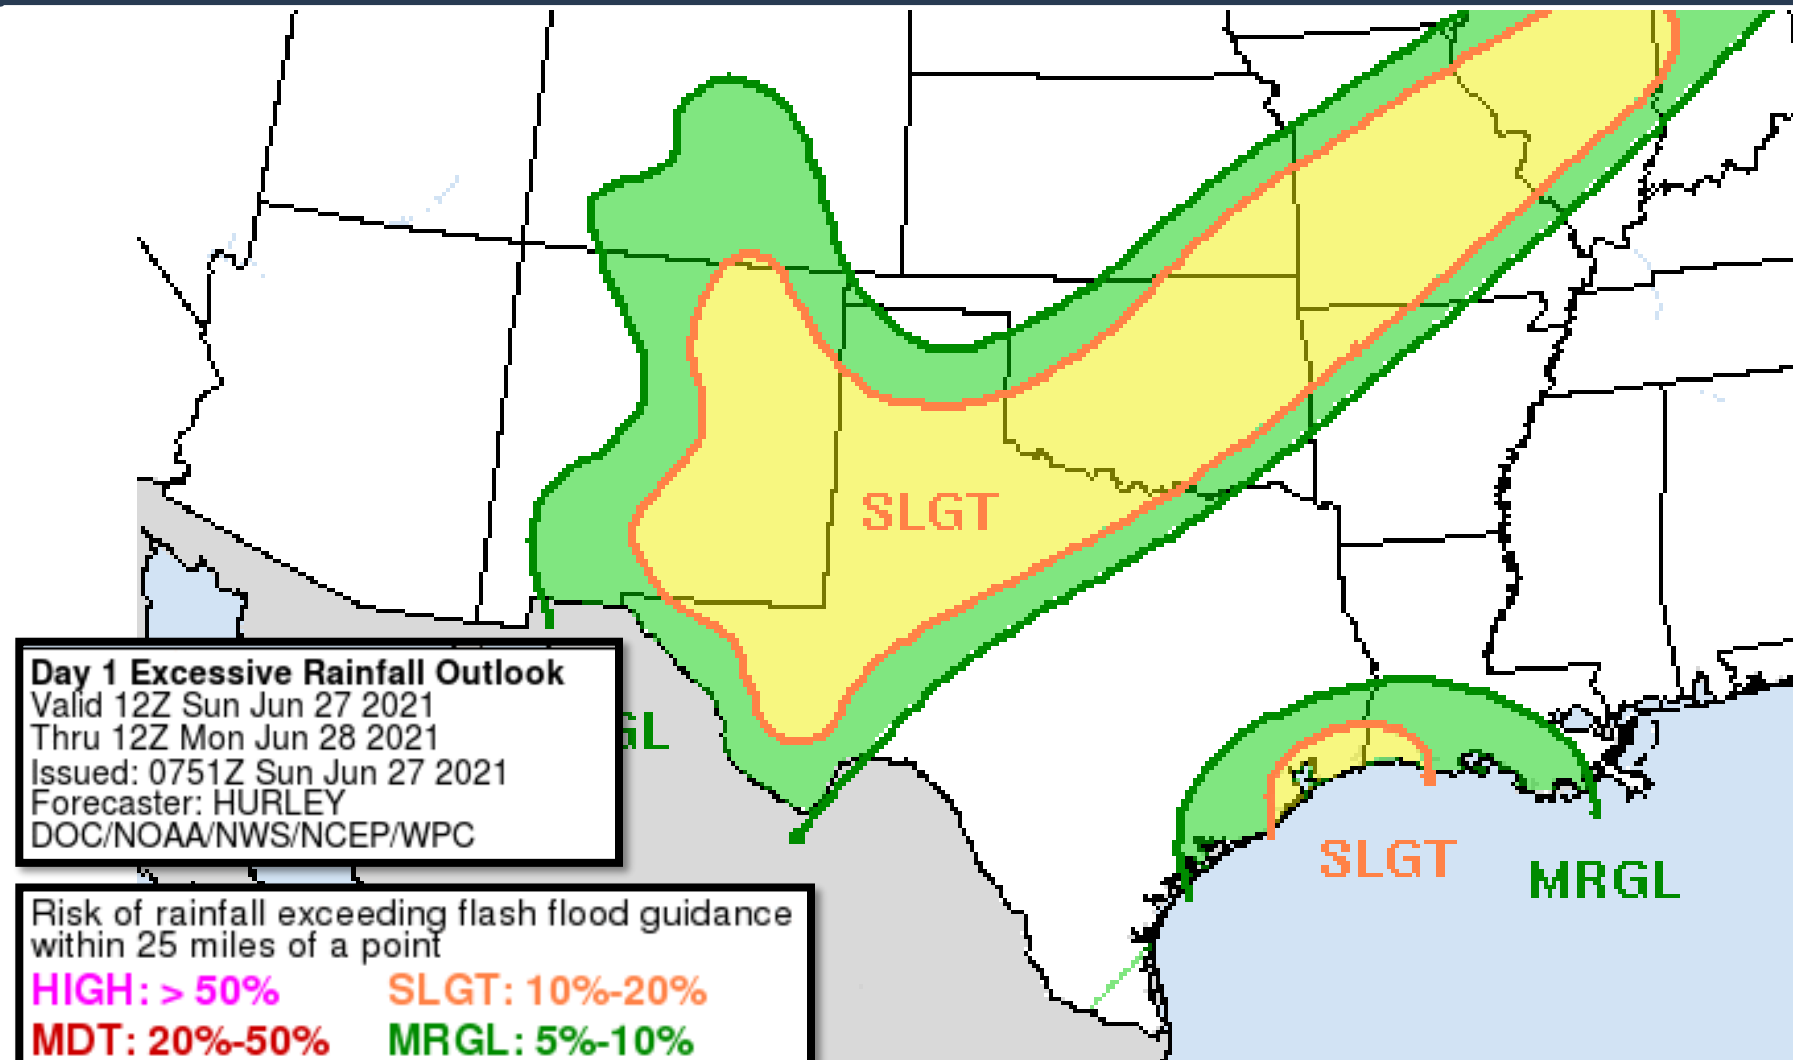 SLGT
Day 1 Excessive Rainfall Outlook
Valid 12Z Sun Jun 27 2021
Thru 12Z Mon Jun 28 2021
Issued: 0751Z Sun Jun 27 2021
Forecaster: HURLEY
DOC/NOAA/NWS/NCEP/WPC
GL
SLGT
MRGL
Risk of rainfall exceeding flash flood guidance
within 25 miles of a point
HIGH: > 50% SLGT: 10%-20%
MDT: 20%-50% MRGL: 5%-10%